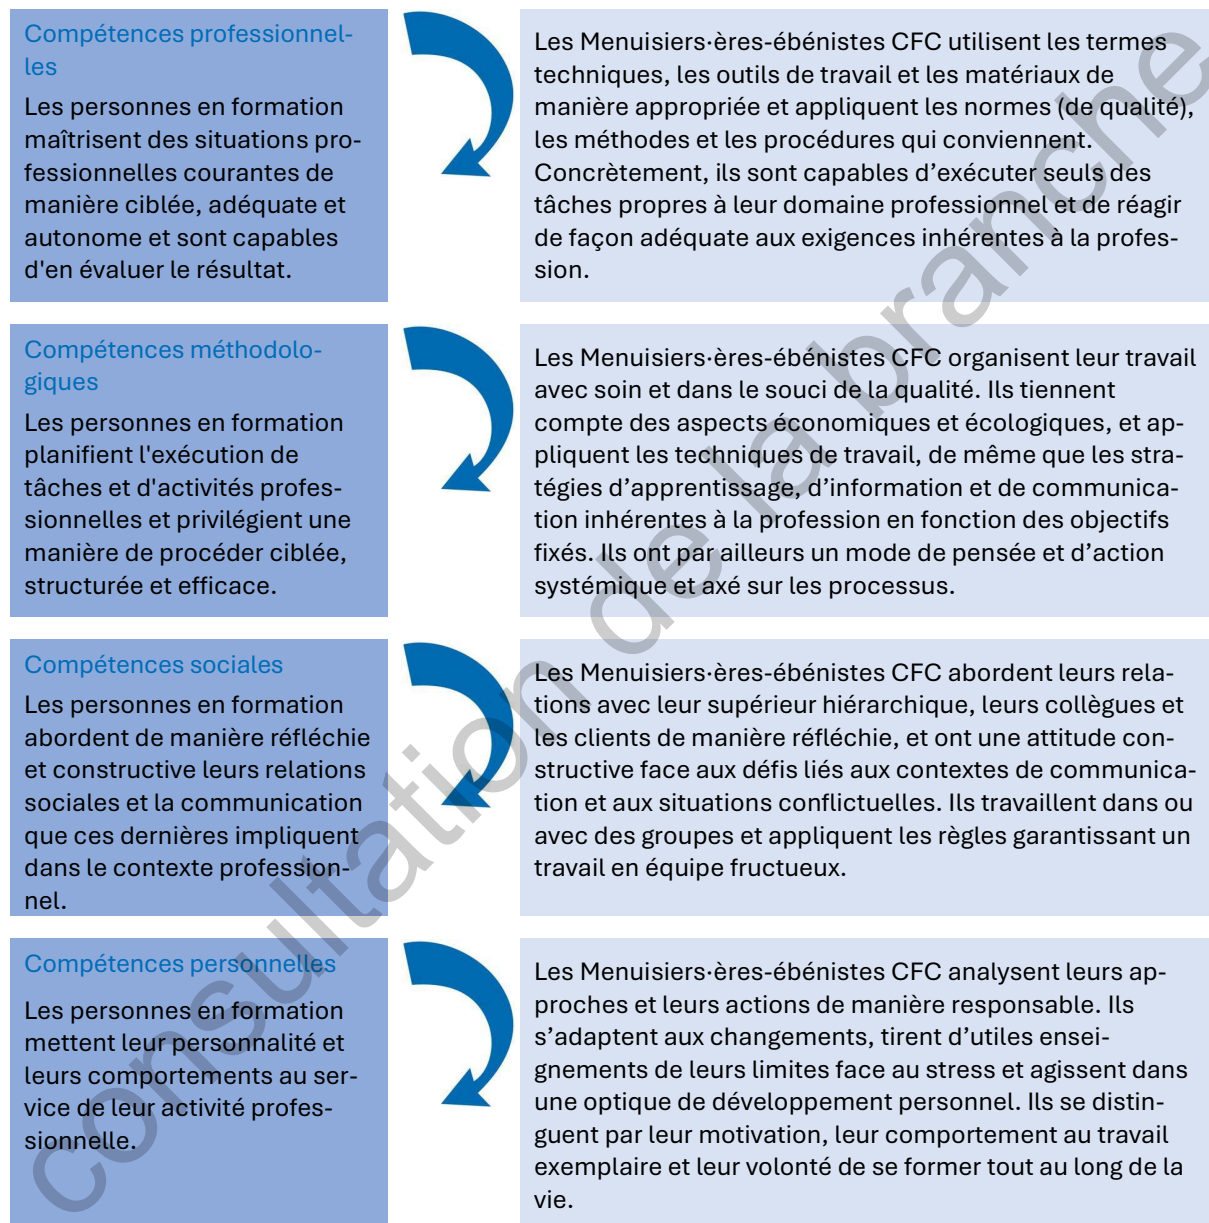 Compétences professionnel-
les
Les personnes en formation
maîtrisent des situations pro-
fessionnelles courantes de
manière ciblée, adéquate et
autonome et sont capables
d'en évaluer le résultat.
Les Menuisiers·ères-ébénistes CFC utilisent les termes
techniques, les outils de travail et les matériaux de
manière appropriée et appliquent les normes (de qualité),
les méthodes et les procédures qui conviennent.
Concrètement, ils sont capables d’exécuter seuls des
tâches propres à leur domaine professionnel et de réagir
de façon adéquate aux exigences inhérentes à la profes-
sion.
Compétences méthodolo-
giques
Les personnes en formation
planifient l'exécution de
tâches et d'activités profes-
sionnelles et privilégient une
manière de procéder ciblée,
structurée et efficace.
Les Menuisiers·ères-ébénistes CFC organisent leur travail
avec soin et dans le souci de la qualité. Ils tiennent
compte des aspects économiques et écologiques, et ap-
pliquent les techniques de travail, de même que les stra-
tégies d’apprentissage, d’information et de communica-
tion inhérentes à la profession en fonction des objectifs
fixés. Ils ont par ailleurs un mode de pensée et d’action
systémique et axé sur les processus.
Compétences sociales
Les personnes en formation
abordent de manière réfléchie
et constructive leurs relations
sociales et la communication
que ces dernières impliquent
dans le contexte profession-
nel.
Les Menuisiers·ères-ébénistes CFC abordent leurs rela-
tions avec leur supérieur hiérarchique, leurs collègues et
les clients de manière réfléchie, et ont une attitude con-
structive face aux défis liés aux contextes de communica-
tion et aux situations conflictuelles. Ils travaillent dans ou
avec des groupes et appliquent les règles garantissant un
travail en équipe fructueux.
Compétences personnelles
Les personnes en formation
mettent leur personnalité et
leurs comportements au ser-
vice de leur activité profes-
sionnelle.
Les Menuisiers·ères-ébénistes CFC analysent leurs ap-
proches et leurs actions de manière responsable. Ils
s’adaptent aux changements, tirent d’utiles ensei-
gnements de leurs limites face au stress et agissent dans
une optique de développement personnel. Ils se distin-
guent par leur motivation, leur comportement au travail
exemplaire et leur volonté de se former tout au long de la
vie.
consultation de la branche